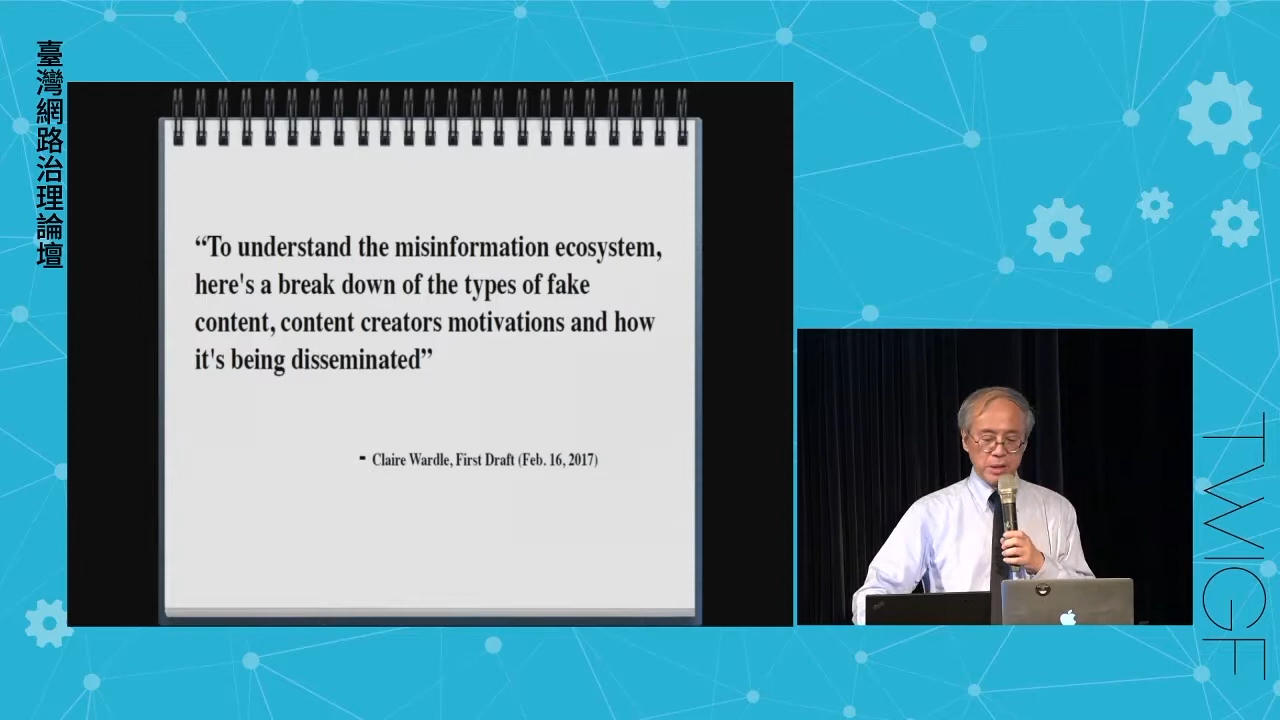 臺灣網路治理論壇
“To understand the misinformation ecosystem,
here's a break down of the types of fake
content, content creators motivations and how
it's being disseminated”
- Claire Wardle, First Draft (Feb. 16, 2017)
TWIGF